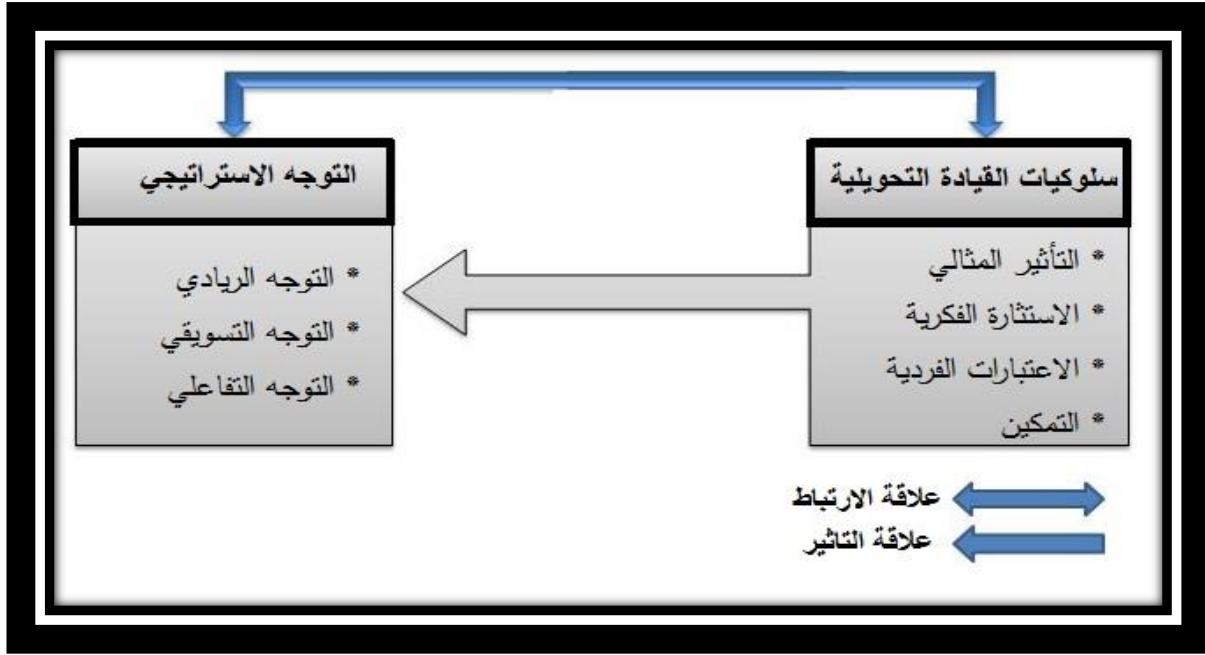 سلوكيات القيادة التحويلية
* التأثير المثالي
* الاستثارة الفكرية
* الاعتبارات الفردية
* التمكين
التوجه الاستراتيجي
* التوجه الريادي
* التوجه التسويقي
* التوجه التفاعلي
علاقة الارتباط
علاقة التاثير